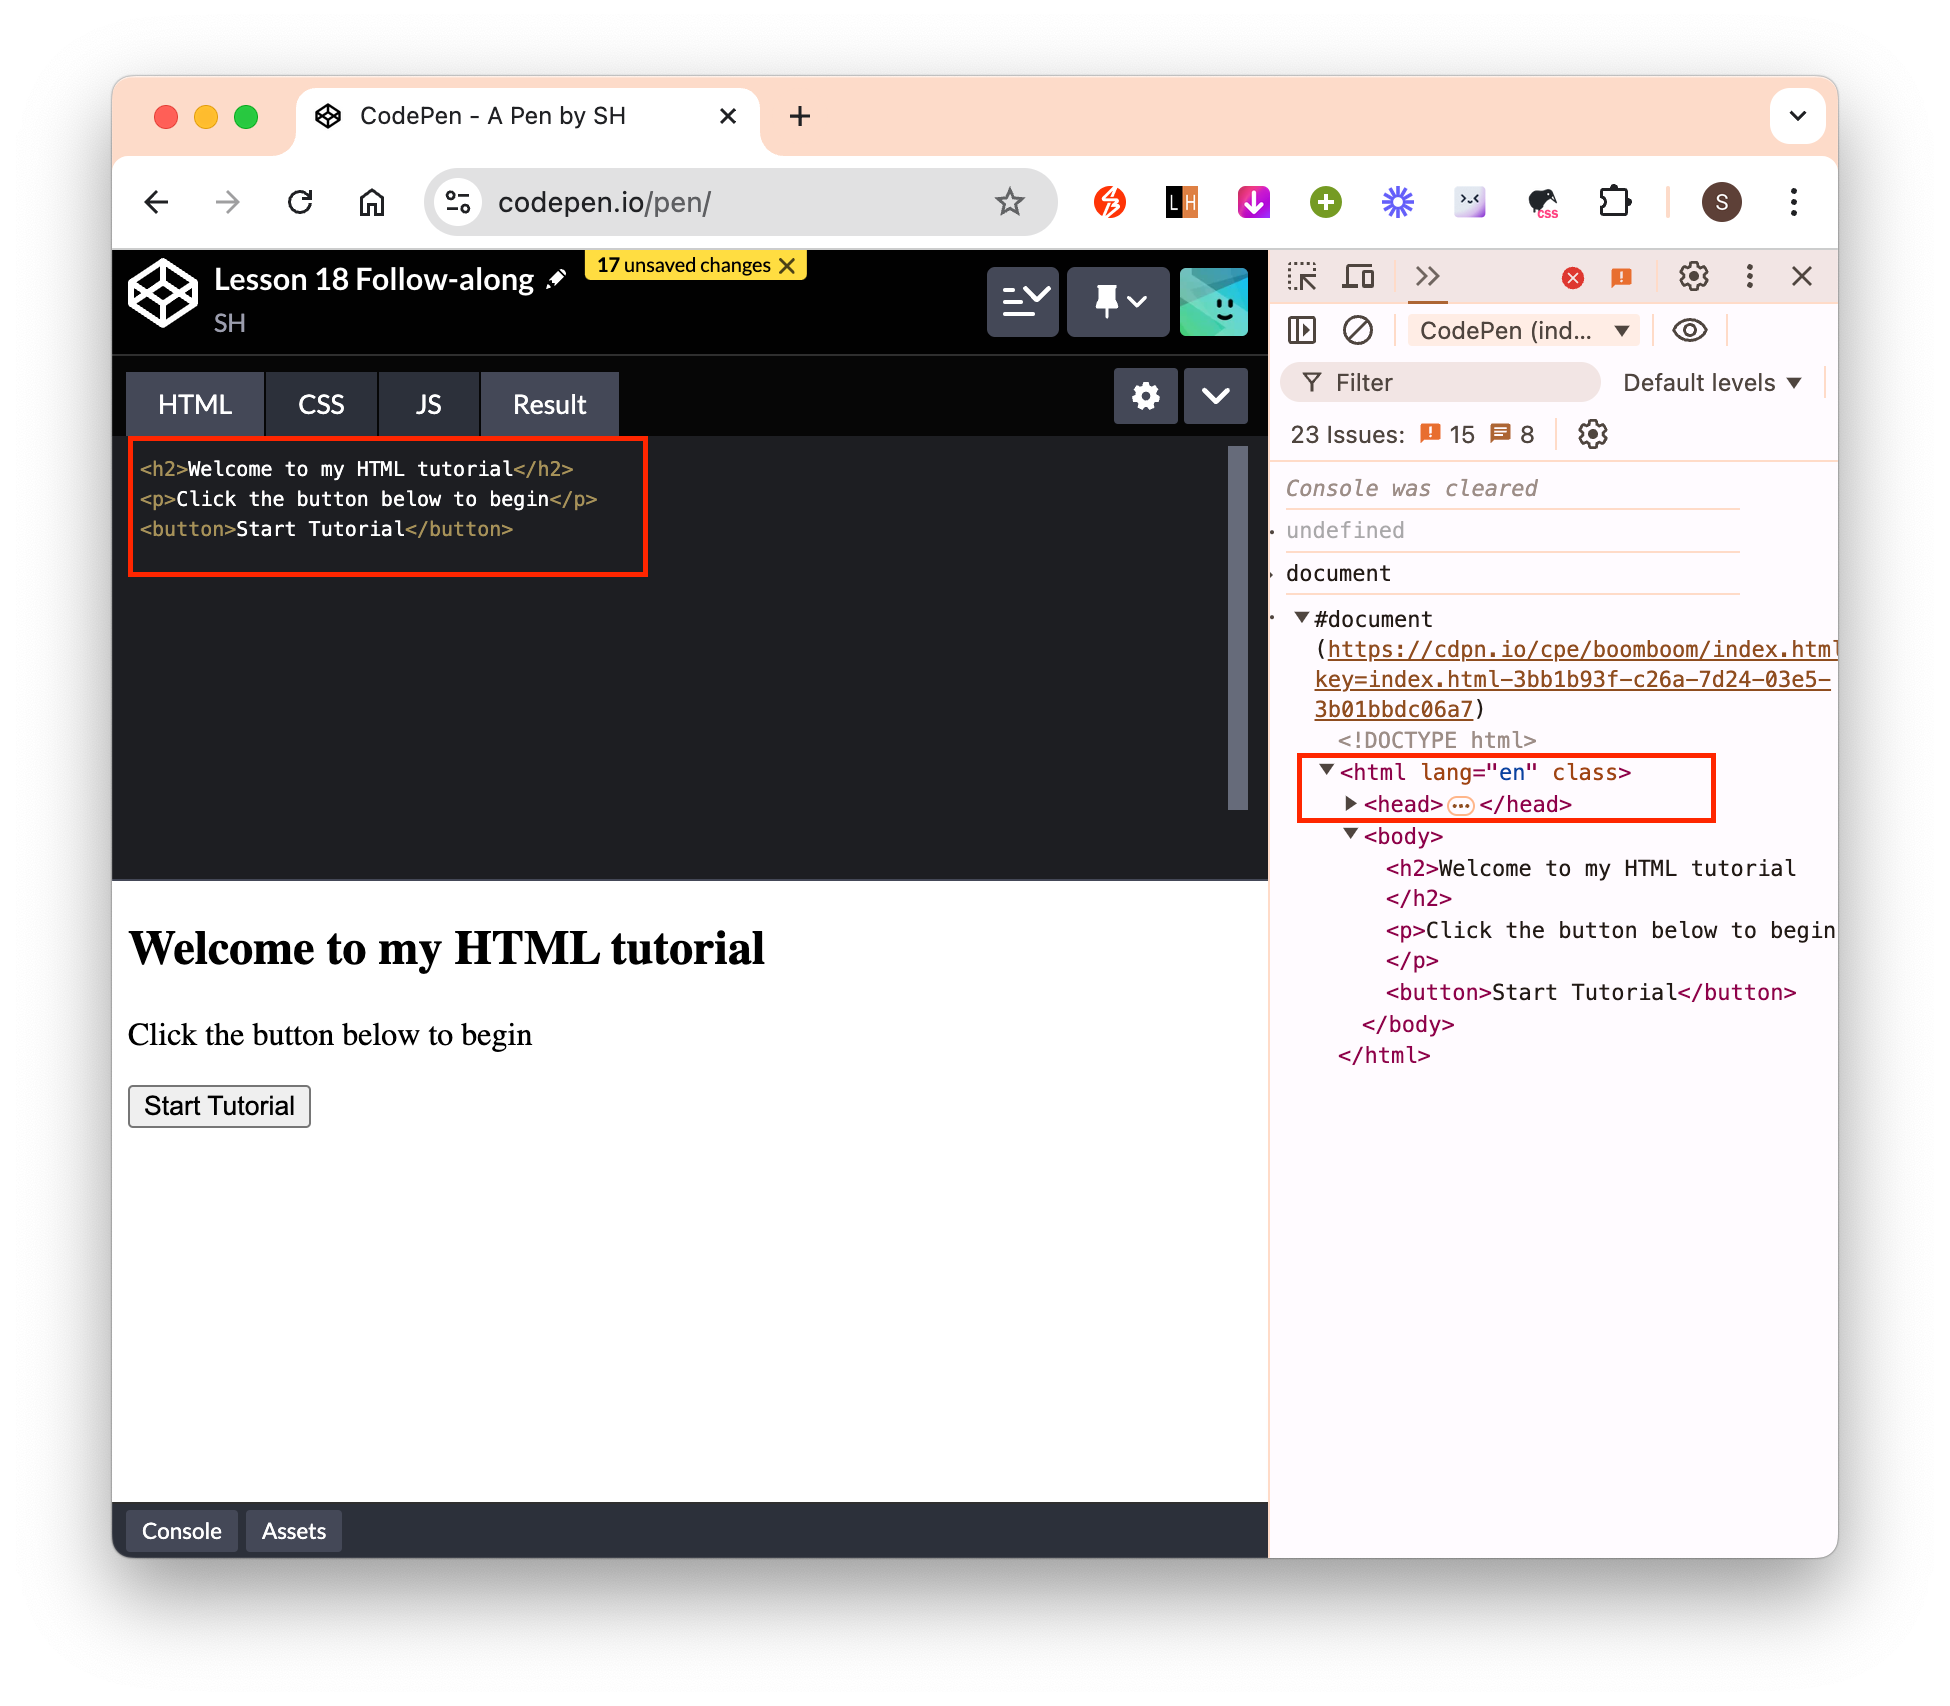 CodePen - A Pen by SH
codepen.io/pen/
L H
css
S
Lesson 18 Follow-along
17 unsaved changes
SH
HTML
CSS
JS
Result
<h2>Welcome to my HTML tutorial</h2>
<p>Click the button below to begin</p>
<button>Start Tutorial</button>
Welcome to my HTML tutorial
Click the button below to begin
Start Tutorial
Console
Assets
CodePen (ind...
Filter
Default levels
23 Issues: 15 8
Console was cleared
undefined
document
#document
(https://cdpn.io/cpe/boomboom/index.html
key=index.html-3bb1b93f-c26a-7d24-03e5-
3b01bbdc06a7)
<!DOCTYPE html>
<html lang="en" class>
<head>...</head>
<body>
<h2>Welcome to my HTML tutorial
</h2>
<p>Click the button below to begin
</p>
<button>Start Tutorial</button>
</body>
</html>